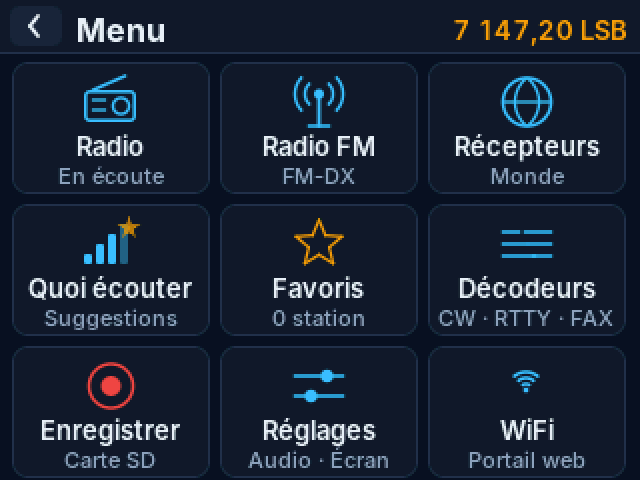 Menu
7 147,20 LSB
Radio
En écoute
Radio FM
FM-DX
Récepteurs
Monde
Quoi écouter
Suggestions
Favoris
0 station
Décodeurs
CW · RTTY · FAX
Enregistrer
Carte SD
Réglages
Audio · Écran
WiFi
Portail web